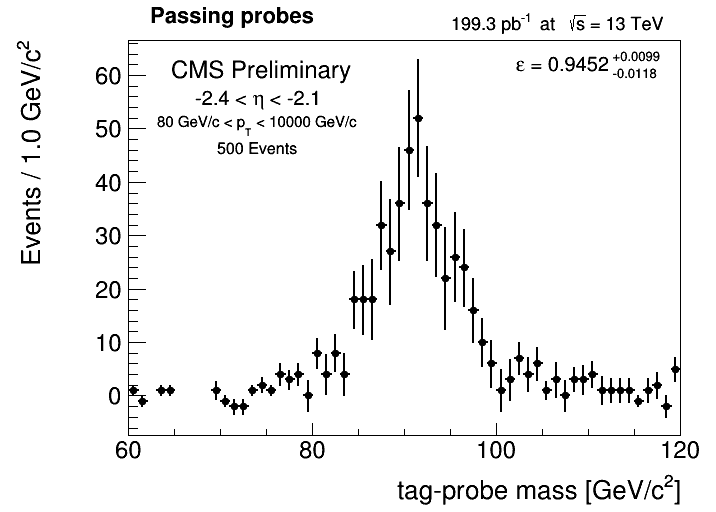 Passing probes
199.3 pb⁻¹ at √s = 13 TeV
CMS Preliminary
-2.4 < η < -2.1
80 GeV/c < p_T < 10000 GeV/c
500 Events
ε = 0.9452 +0.0099 -0.0118
Events / 1.0 GeV/c²
60
50
40
30
20
10
0
60 80 100 120
tag-probe mass [GeV/c²]